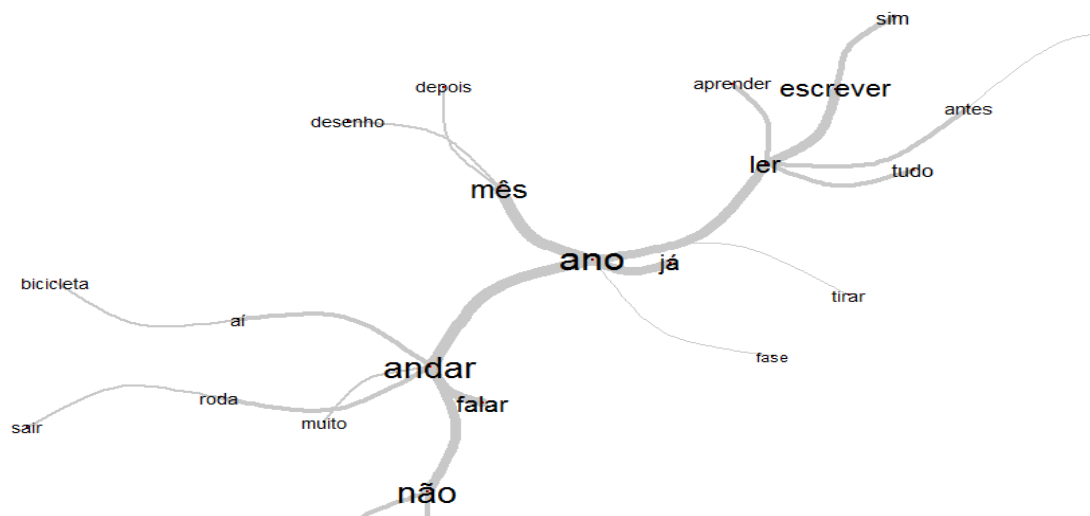 sim
aprender
escrever
depois
antes
desenho
ler
tudo
mês
ano
já
bicicleta
tirar
aí
fase
andar
roda
falar
muito
sair
não